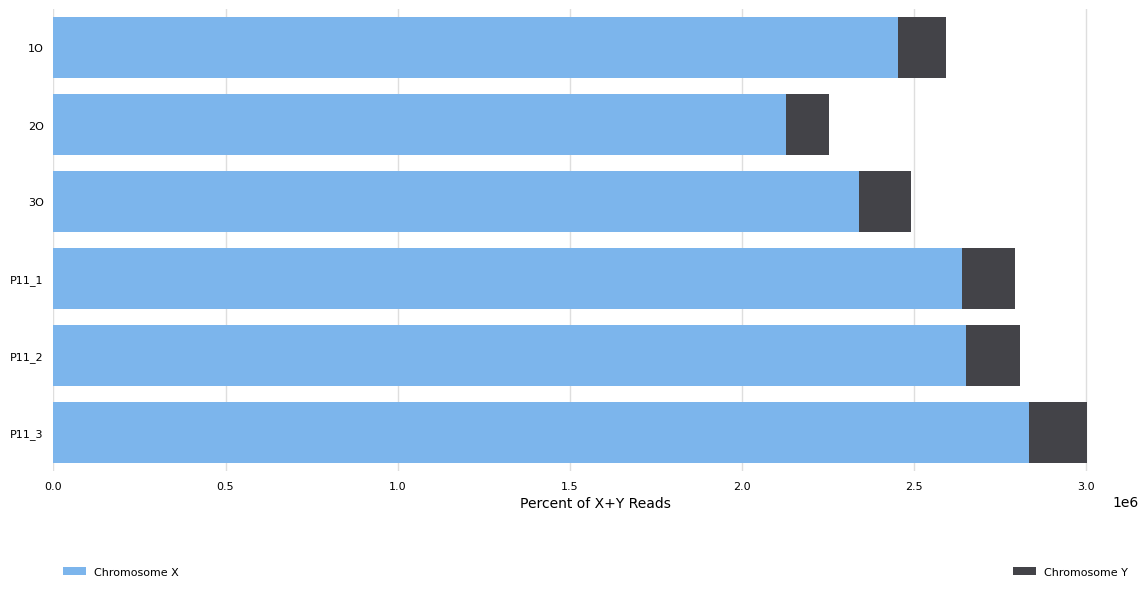 1O
2O
3O
P11_1
P11_2
P11_3
0.0 0.5 1.0 1.5 2.0 2.5 3.0
Percent of X+Y Reads 1e6
Chromosome X Chromosome Y